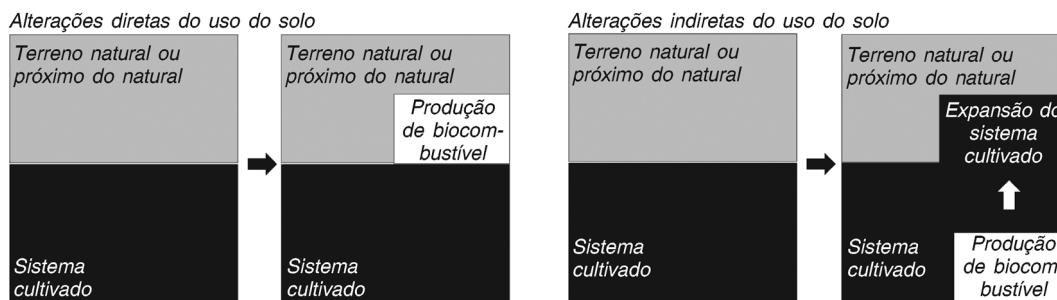 Alterações diretas do uso do solo
Terreno natural ou
próximo do natural
Sistema
cultivado
Terreno natural ou
próximo do natural
Produção
de biocom-
bustível
Sistema
cultivado
Alterações indiretas do uso do solo
Terreno natural ou
próximo do natural
Sistema
cultivado
Terreno natural ou
próximo do natural
Expansão do
sistema
cultivado
Sistema
cultivado
Produção
de biocom-
bustível